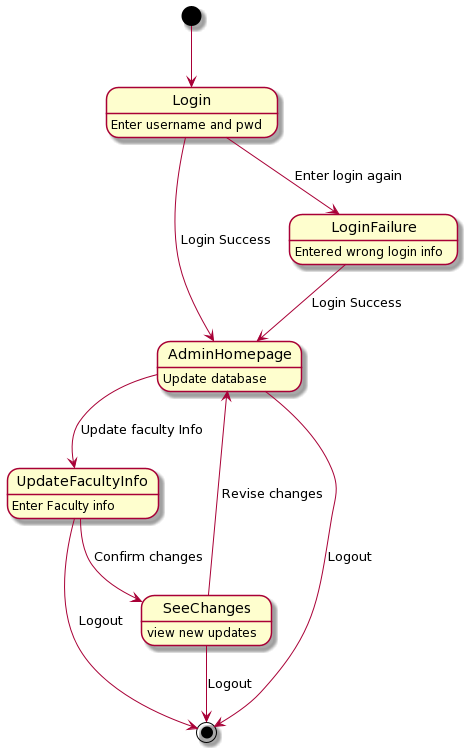 Login
Enter username and pwd
Enter login again
LoginFailure
Entered wrong login info
Login Success
Login Success
AdminHomepage
Update database
Update faculty Info
UpdateFacultyInfo
Enter Faculty info
Revise changes
Confirm changes
Logout
SeeChanges
view new updates
Logout
Logout